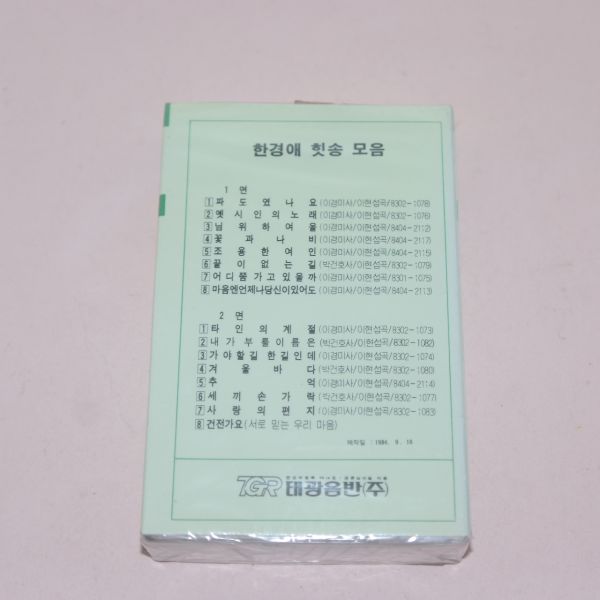 한경애 힛송 모음
1 면
1 파 도 였 나 요 (이경미사/이현섭곡/8302-1078)
2 옛 시 인 의 노 래 (이경미사/이현섭곡/8302-1076)
3 님 위 하 여 울 (이경미사/이현섭곡/8404-2112)
4 꽃 과 나 비 (이경미사/이현섭곡/8404-2117)
5 조 용 한 여 인 (이경미사/이현섭곡/8404-2115)
6 끝 이 없 는 길 (박건호사/이현섭곡/8302-1079)
7 어 디 쯤 가 고 있 을 까 (이경미사/이현섭곡/8301-1075)
8 마음엔언제나당신이있어도 (이경미사/이현섭곡/8404-2113)
2 면
1 타 인 의 계 절 (이경미사/이현섭곡/8302-1073)
2 내 가 부 를 이 름 은 (박건호사/이현섭곡/8302-1082)
3 가 야 할 길 한 길 인 데 (이경미사/이현섭곡/8302-1074)
4 겨 울 바 다 (박건호사/이현섭곡/8302-1080)
5 추 억 (이경미사/이현섭곡/8404-2114)
6 세 끼 손 가 락 (박건호사/이현섭곡/8302-1077)
7 사 랑 의 편 지 (이경미사/이현섭곡/8302-1083)
8 건전가요 (서로 믿는 우리 마음)
제작일 : 1986. 9. 10
TGR 태광음반(주)